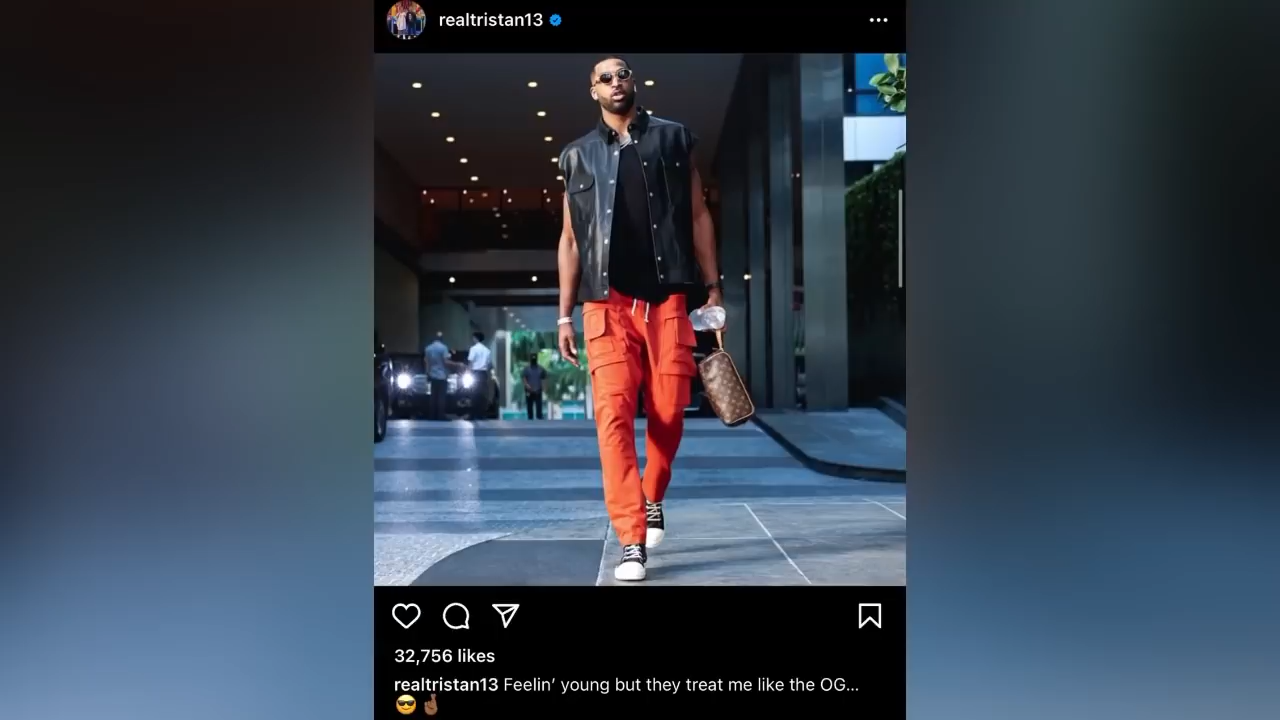 realtristan13
32,756 likes
realtristan13 Feelin’ young but they treat me like the OG...
😎🤞🏾